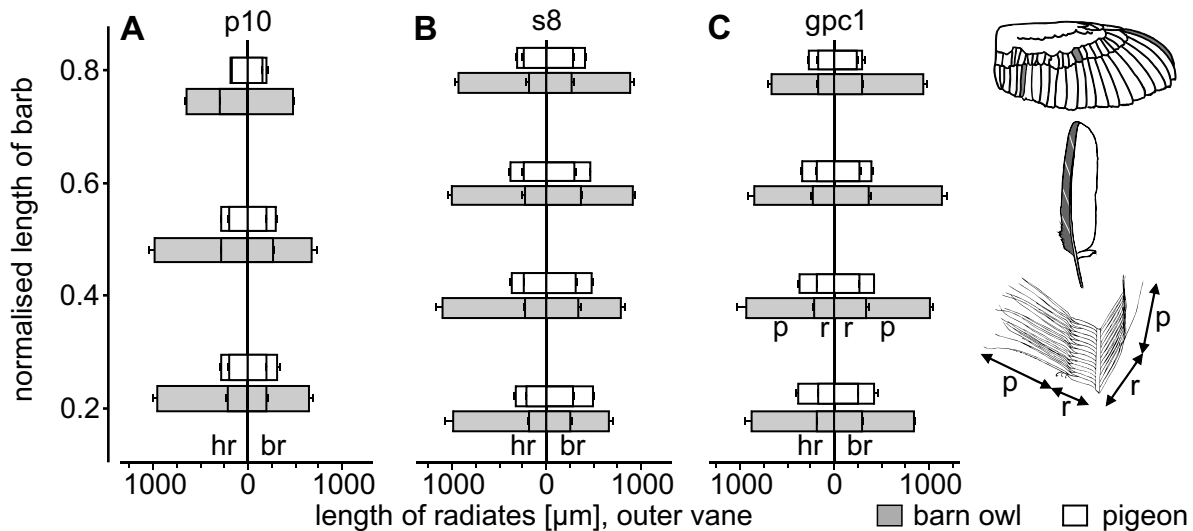 A p10
B s8
C gpc1
normalised length of barb
0.8
0.6
0.4
0.2
p r r p
hr br
hr br
hr br
p
p
r
r
1000 0 1000
1000 0 1000
1000 0 1000
length of radiates [µm], outer vane
barn owl
pigeon